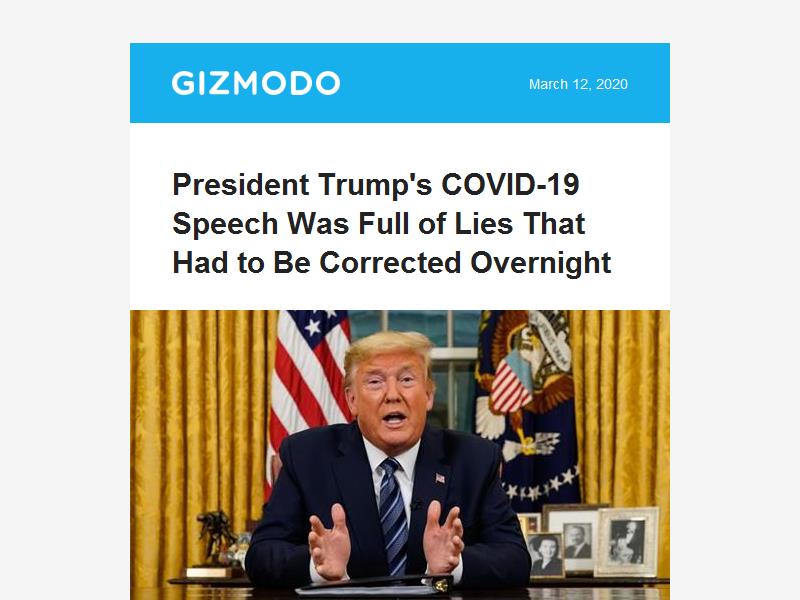 GIZMODO
March 12, 2020
President Trump's COVID-19
Speech Was Full of Lies That
Had to Be Corrected Overnight